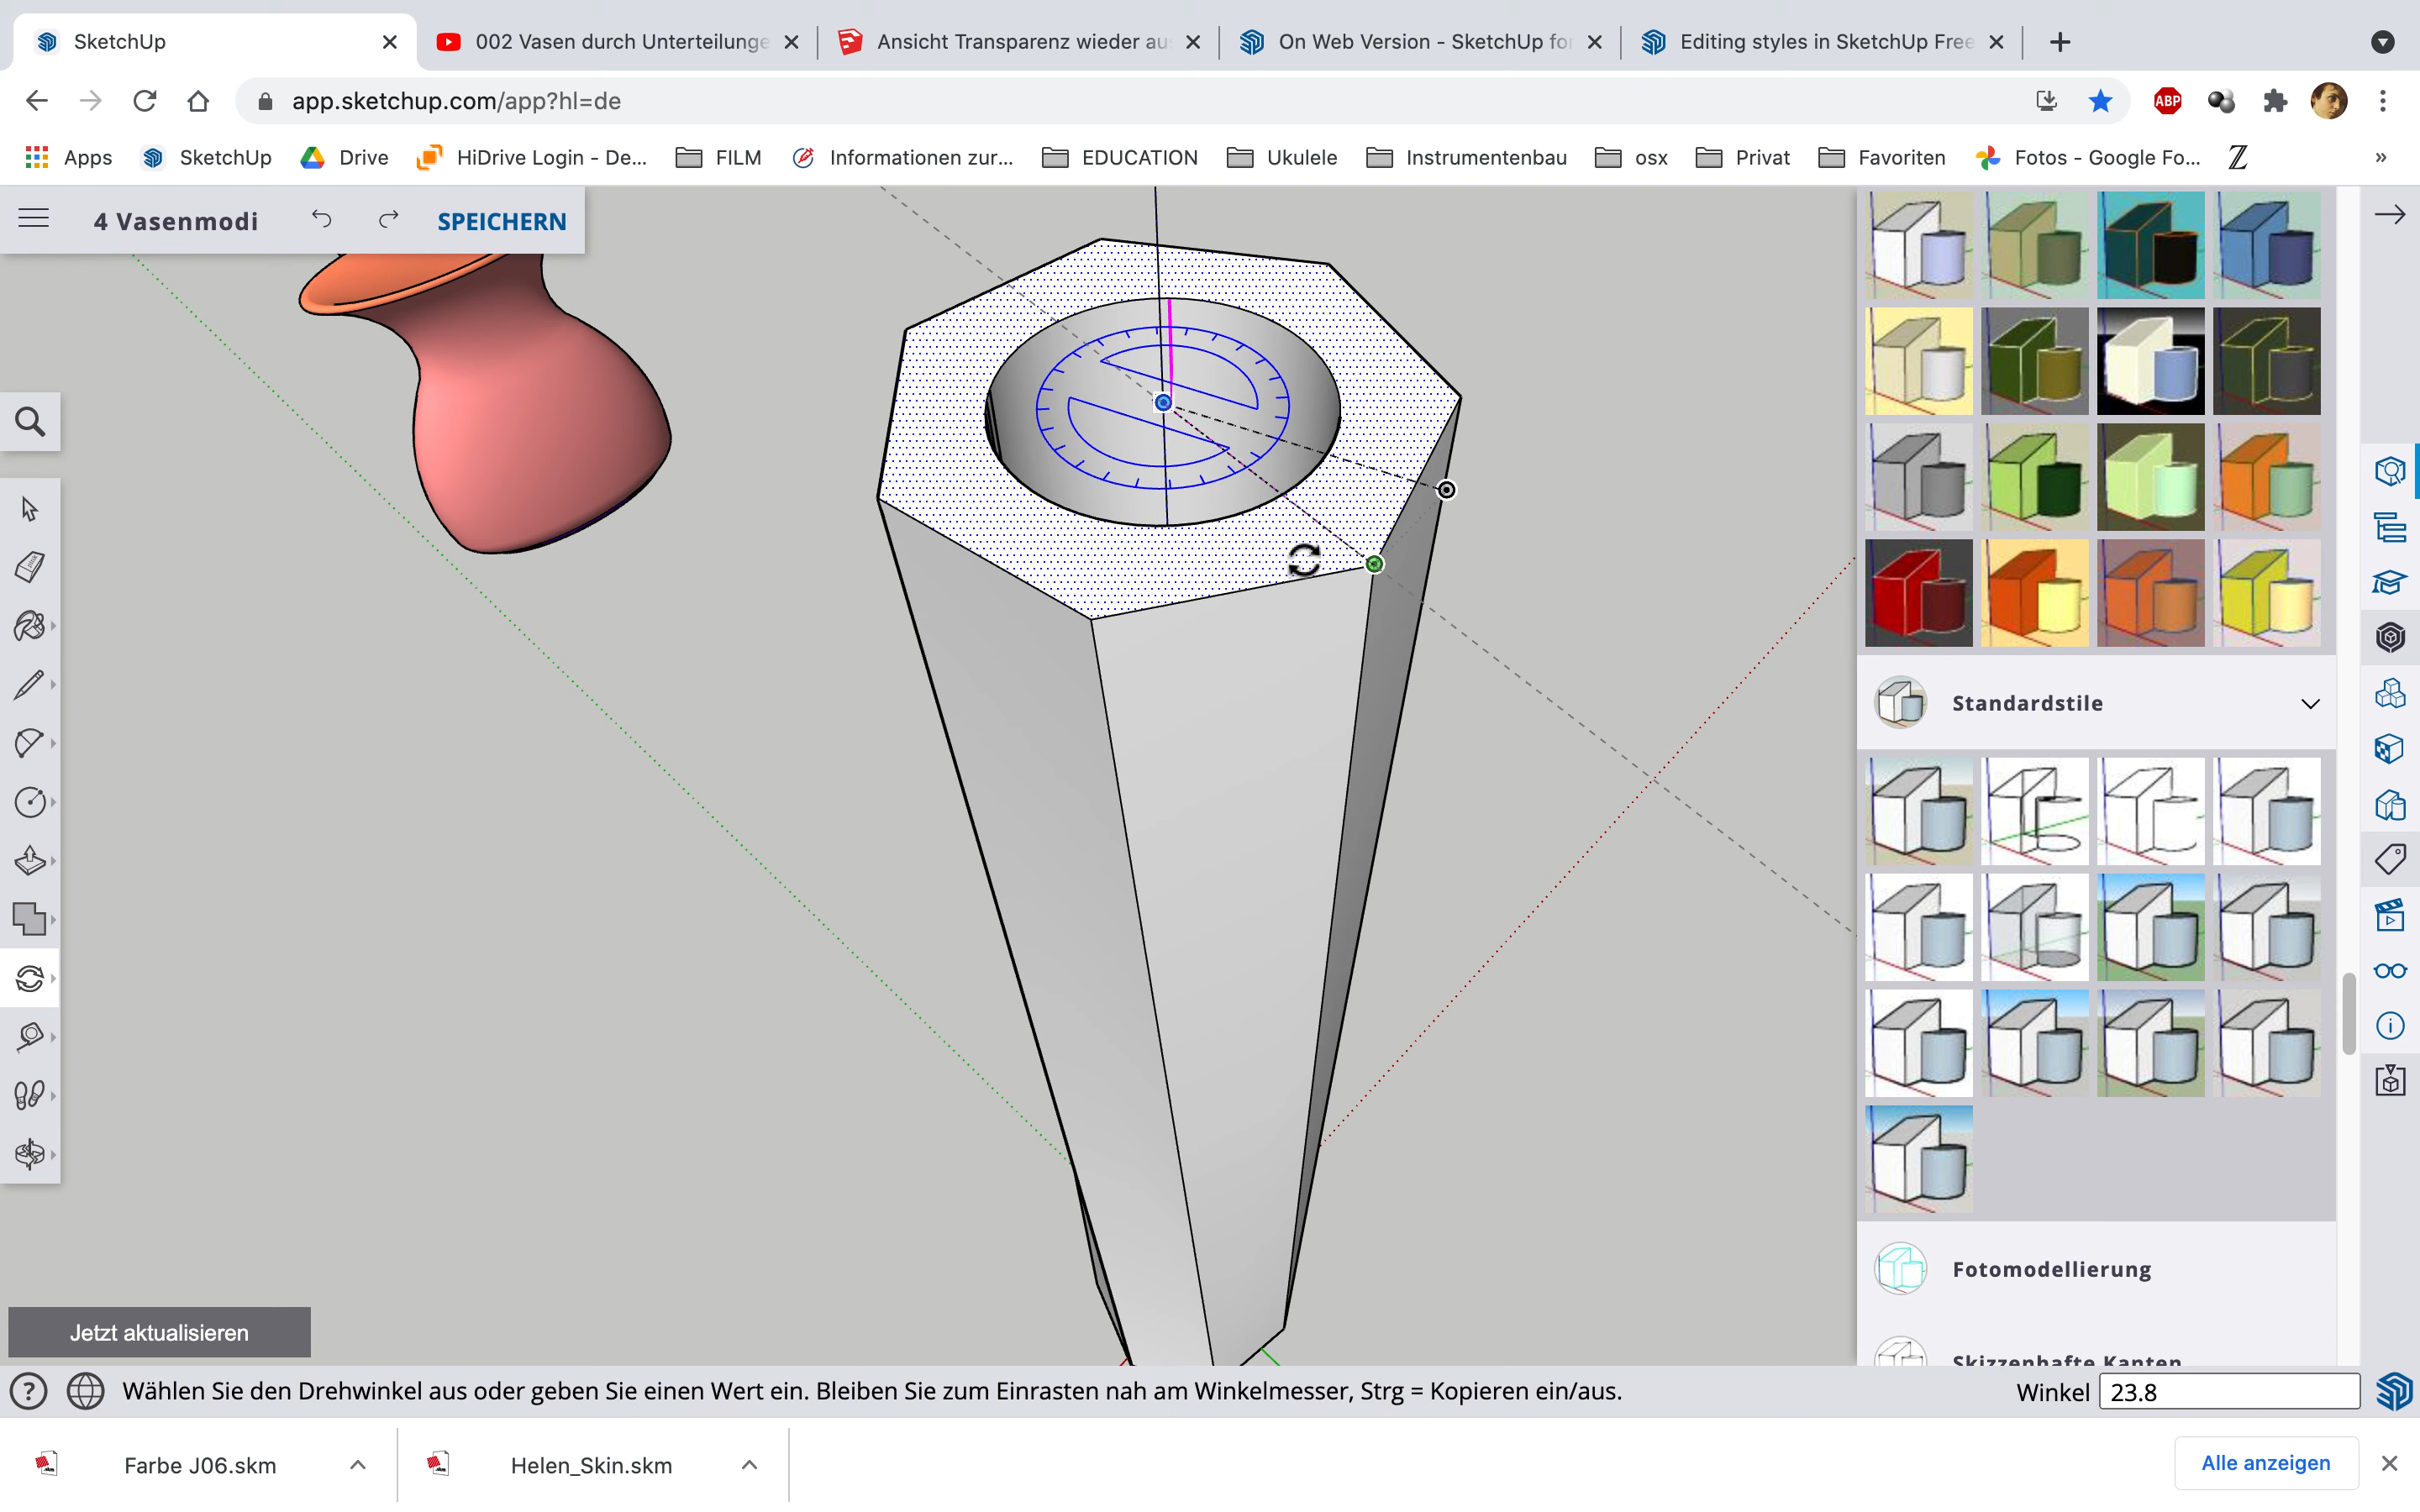 SketchUp
002 Vasen durch Unterteilunge
Ansicht Transparenz wieder au
On Web Version - SketchUp for
Editing styles in SketchUp Free
app.sketchup.com/app?hl=de
ABP
Apps
SketchUp
Drive
HiDrive Login - De...
FILM
Informationen zur...
EDUCATION
Ukulele
Instrumentenbau
osx
Privat
Favoriten
Fotos - Google Fo...
»
4 Vasenmodi
SPEICHERN
Standardstile
Fotomodellierung
Skizzenhafte Kanten
Jetzt aktualisieren
Wählen Sie den Drehwinkel aus oder geben Sie einen Wert ein. Bleiben Sie zum Einrasten nah am Winkelmesser, Strg = Kopieren ein/aus.
Winkel 23.8
Farbe J06.skm
Helen_Skin.skm
Alle anzeigen